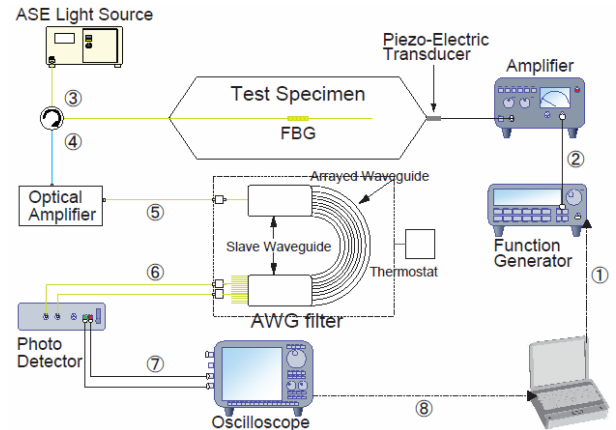 ASE Light Source
Piezo-Electric
Transducer
Amplifier
③
Test Specimen
FBG
④
②
Optical
Amplifier
⑤
Arrayed Waveguide
Slave Waveguide
Thermostat
Function
Generator
①
⑥
AWG filter
Photo
Detector
⑦
Oscilloscope
⑧